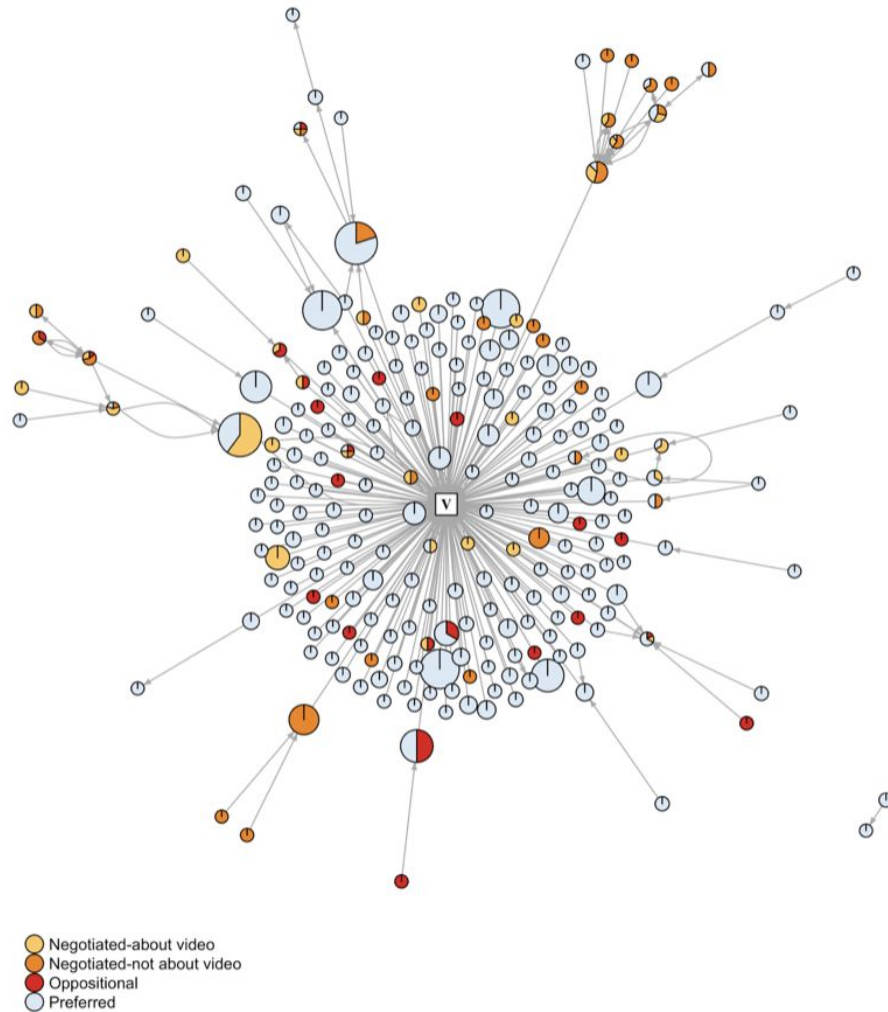 V
Negotiated-about video
Negotiated-not about video
Oppositional
Preferred